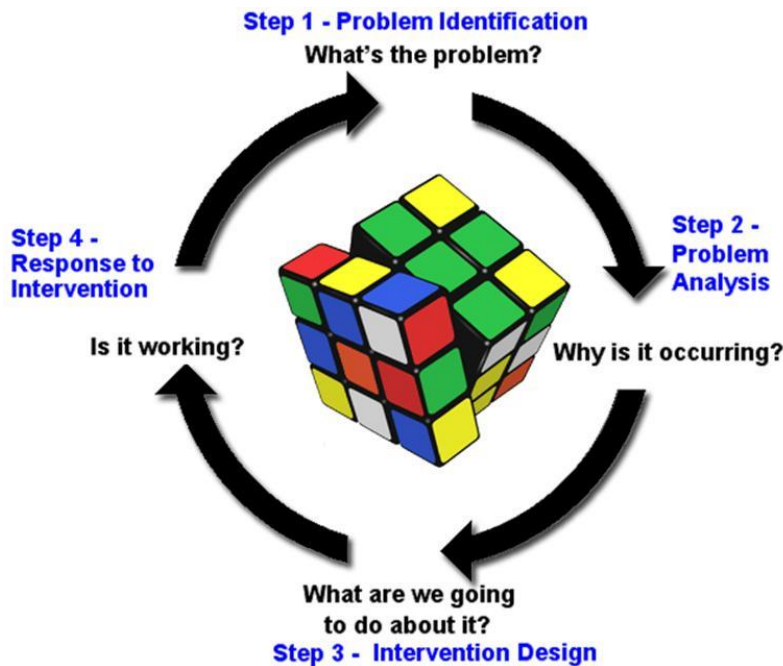 Step 1 - Problem Identification
What's the problem?
Step 2 -
Problem
Analysis
Why is it occurring?
What are we going
to do about it?
Step 3 -  Intervention Design
Step 4 -
Response to
Intervention
Is it working?